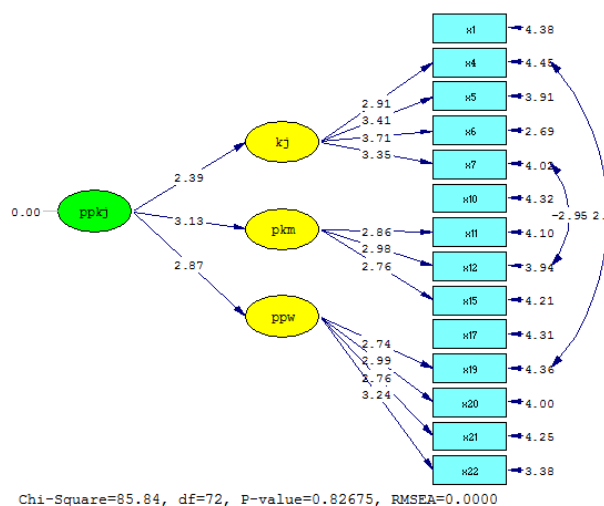 x1 4.38
x4 4.45
2.91
x5 3.91
3.41
kj
3.71
x6 2.69
3.35
x7 4.02
2.39
x10 4.32
0.00
ppkj
-2.95
3.13
pkm
2.86
x11 4.10
2.98
x12 3.94
2.87
2.76
x15 4.21
ppw
x17 4.31
2.74
x19 4.36
2.99
x20 4.00
2.76
3.24
x21 4.25
x22 3.38
Chi-Square=85.84, df=72, P-value=0.82675, RMSEA=0.0000